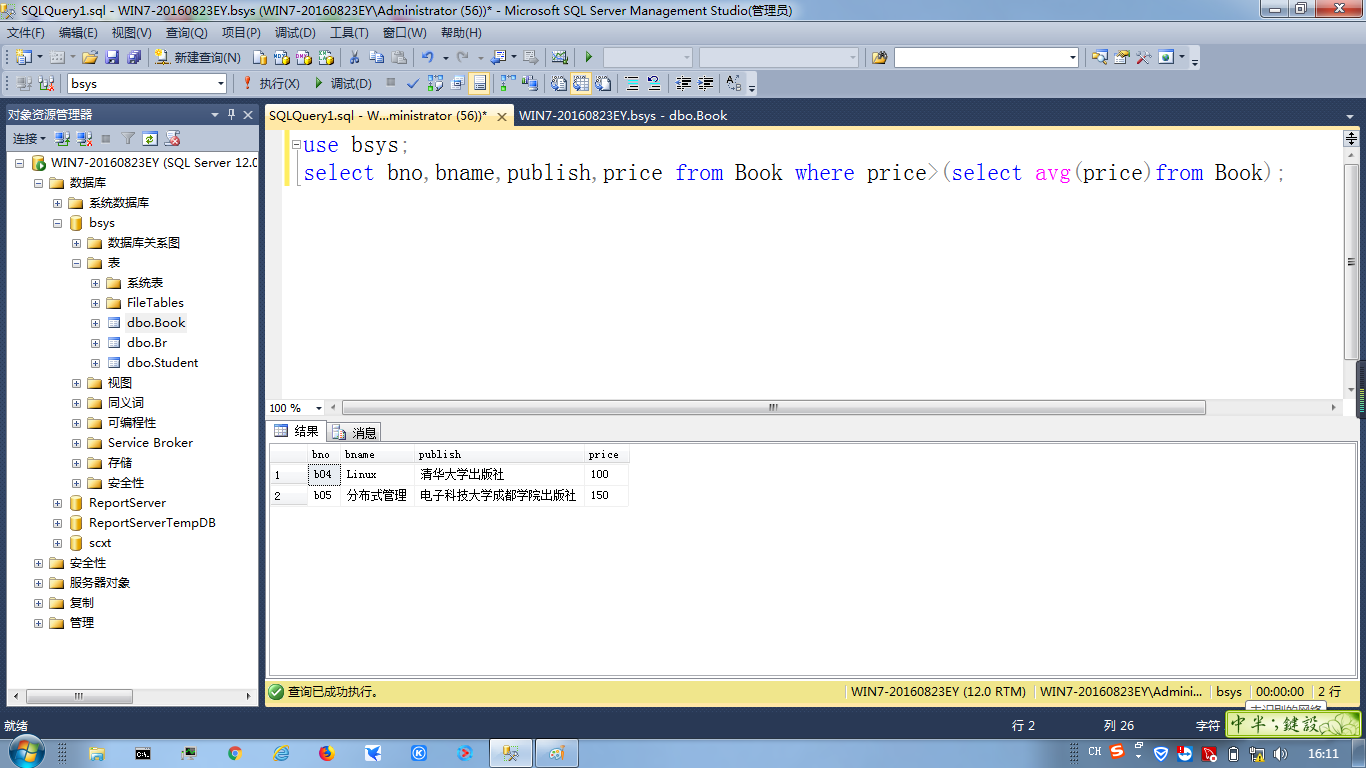 SQLQuery1.sql - WIN7-20160823EY.bsys (WIN7-20160823EY\Administrator (56))* - Microsoft SQL Server Management Studio(管理员)
文件(F) 编辑(E) 视图(V) 查询(Q) 项目(P) 调试(D) 工具(T) 窗口(W) 帮助(H)
新建查询(N)
bsys 执行(X) 调试(D)
对象资源管理器
连接
WIN7-20160823EY (SQL Server 12.0
数据库
系统数据库
bsys
数据库关系图
表
系统表
FileTables
dbo.Book
dbo.Br
dbo.Student
视图
同义词
可编程性
Service Broker
存储
安全性
ReportServer
ReportServerTempDB
scxt
安全性
服务器对象
复制
管理
SQLQuery1.sql - W...ministrator (56))* WIN7-20160823EY.bsys - dbo.Book
use bsys;
select bno,bname,publish,price from Book where price>(select avg(price)from Book);
100 %
结果 消息
bno bname publish price
1 b04 Linux 清华大学出版社 100
2 b05 分布式管理 电子科技大学成都学院出版社 150
查询已成功执行。 WIN7-20160823EY (12.0 RTM) WIN7-20160823EY\Admini... bsys 00:00:00 2 行
就绪 行 2 列 26 字符
中半;鍵設
CH 16:11